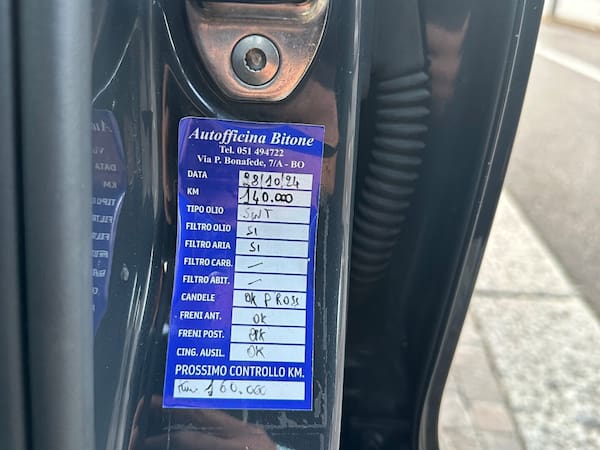 Autofficina Bitone
Tel. 051 494722
Via P. Bonafede, 7/A - BO
DATA 28/10/24
KM 140.000
TIPO OLIO
FILTRO OLIO SI
FILTRO ARIA SI
FILTRO CARB. -
FILTRO ABIT. -
CANDELE OK PROSS
FRENI ANT. OK
FRENI POST. OK
CING. AUSIL. OK
PROSSIMO CONTROLLO KM.
Km 160.000